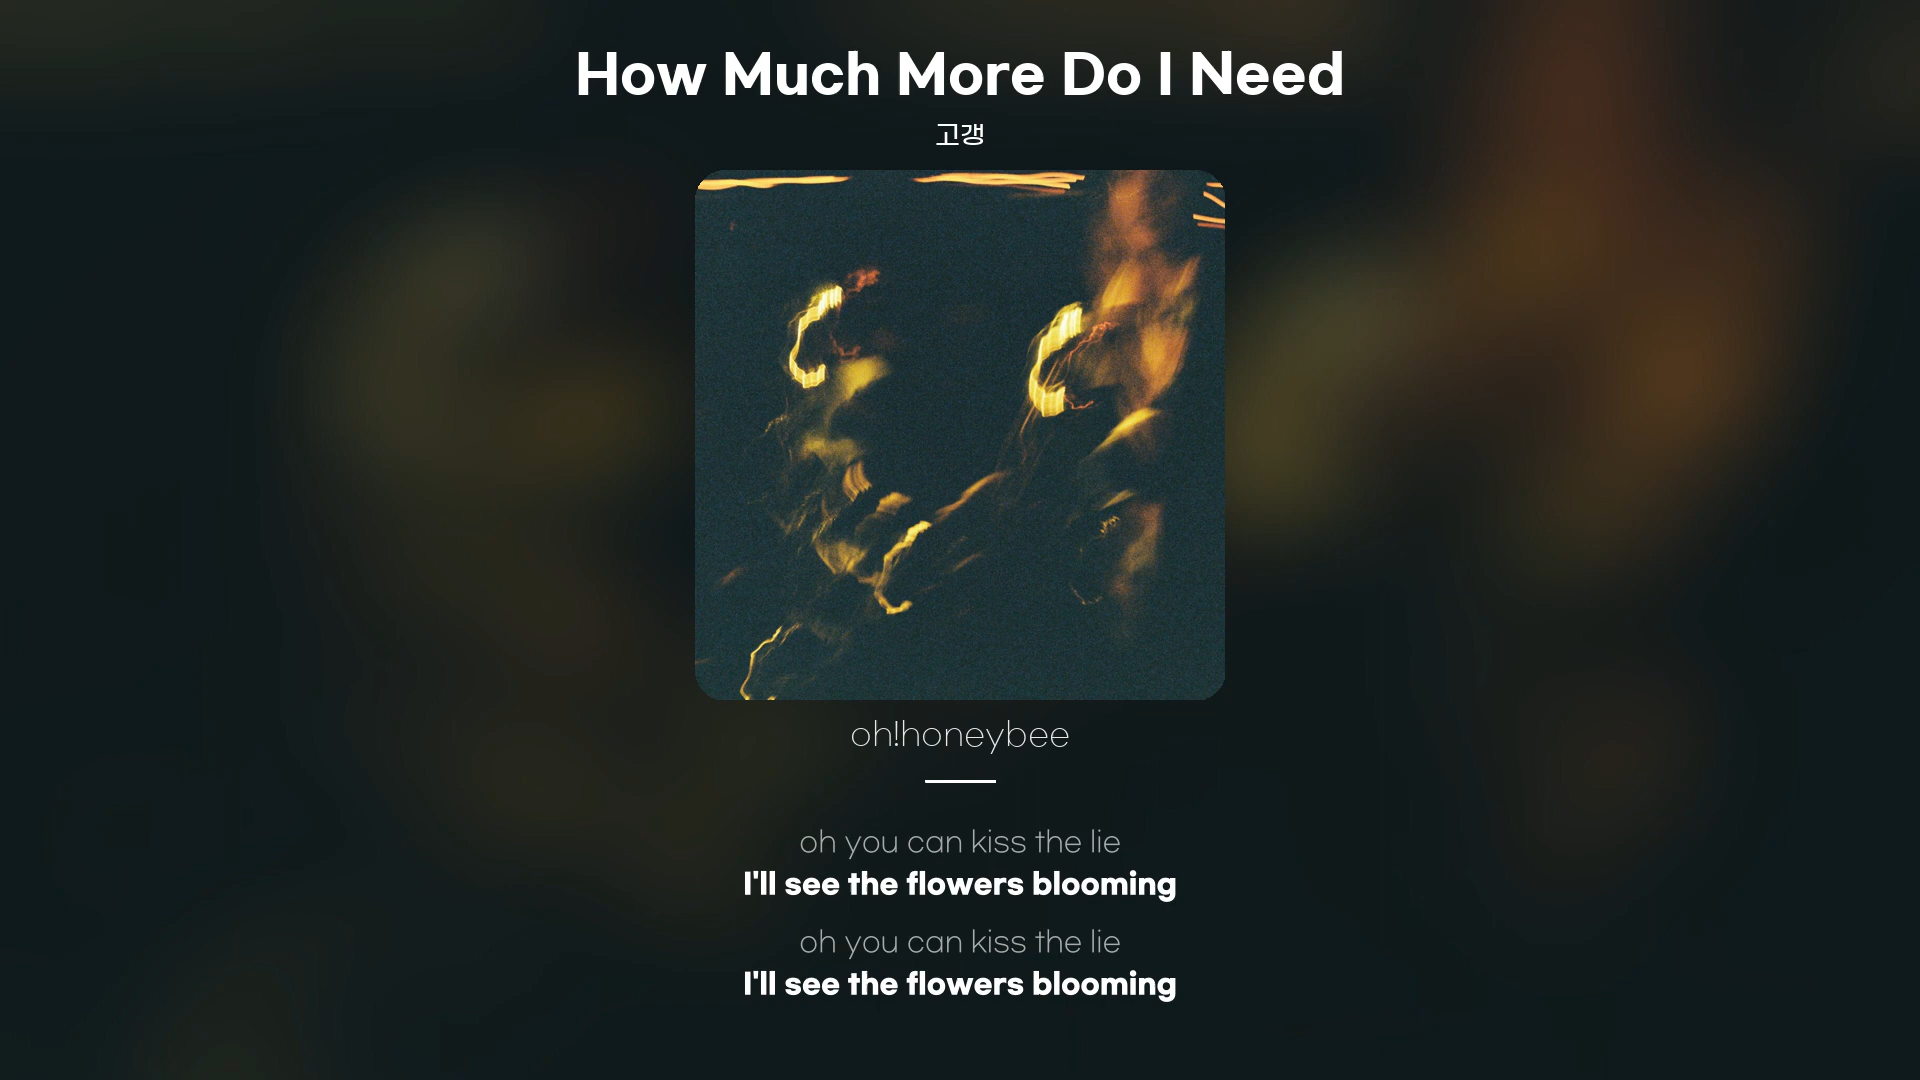 How Much More Do I Need
고갱
oh!honeybee
oh you can kiss the lie
I'll see the flowers blooming
oh you can kiss the lie
I'll see the flowers blooming